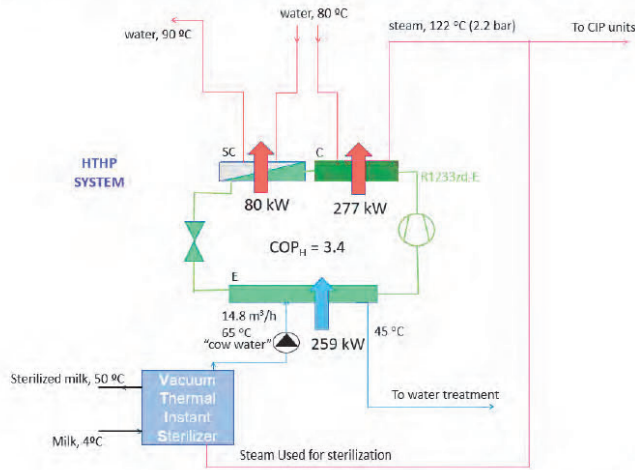 water, 80 ºC
water, 90 ºC
steam, 122 ºC (2.2 bar)
To CIP units
HTHP
SYSTEM
SC
C
R1233rd,E
80 kW
277 kW
COPH = 3.4
E
14.8 m³/h
65 ºC
"cow water"
259 kW
45 ºC
Sterilized milk, 50 ºC
Vacuum
Thermal
Instant
Sterilizer
To water treatment
Milk, 4ºC
Steam Used for sterilization